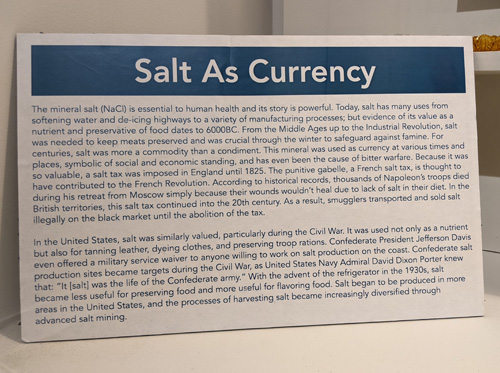 Salt As Currency
The mineral salt (NaCl) is essential to human health and its story is powerful. Today, salt has many uses from
softening water and de-icing highways to a variety of manufacturing processes; but evidence of its value as a
nutrient and preservative of food dates to 6000BC. From the Middle Ages up to the Industrial Revolution, salt
was needed to keep meats preserved and was crucial through the winter to safeguard against famine. For
centuries, salt was more a commodity than a condiment. This mineral was used as currency at various times and
places, symbolic of social and economic standing, and has even been the cause of bitter warfare. Because it was
so valuable, a salt tax was imposed in England until 1825. The punitive gabelle, a French salt tax, is thought to
have contributed to the French Revolution. According to historical records, thousands of Napoleon's troops died
during his retreat from Moscow simply because their wounds wouldn't heal due to lack of salt in their diet. In the
British territories, this salt tax continued into the 20th century. As a result, smugglers transported and sold salt
illegally on the black market until the abolition of the tax.
In the United States, salt was similarly valued, particularly during the Civil War. It was used not only as a nutrient
but also for tanning leather, dyeing clothes, and preserving troop rations. Confederate President Jefferson Davis
even offered a military service waiver to anyone willing to work on salt production on the coast. Confederate salt
production sites became targets during the Civil War, as United States Navy Admiral David Dixon Porter knew
that: "It [salt] was the life of the Confederate army." With the advent of the refrigerator in the 1930s, salt
became less useful for preserving food and more useful for flavoring food. Salt began to be produced in more
areas in the United States, and the processes of harvesting salt became increasingly diversified through
advanced salt mining.